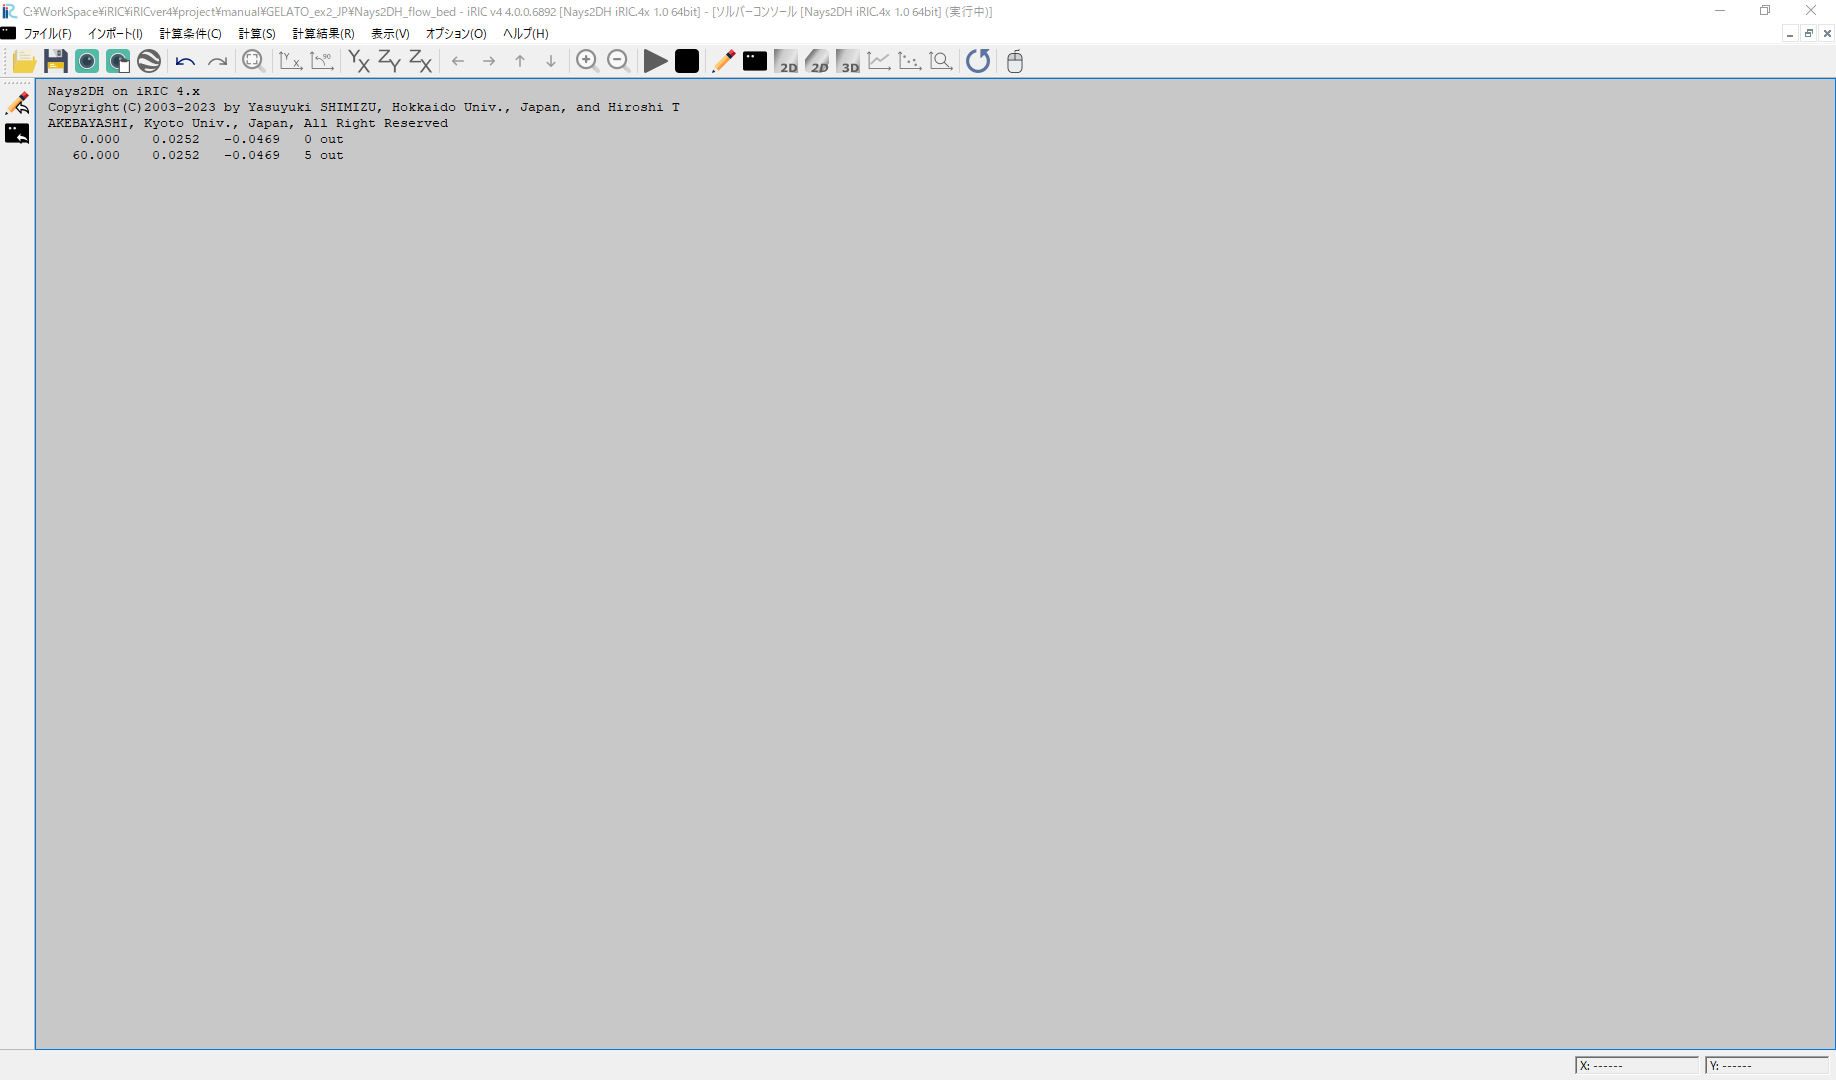 C:¥WorkSpace¥iRIC¥iRICver4¥project¥manual¥GELATO_ex2_JP¥Nays2DH_flow_bed - iRIC v4 4.0.0.6892 [Nays2DH iRIC.4x 1.0 64bit] - [ソルバーコンソール [Nays2DH iRIC.4x 1.0 64bit] (実行中)]
ファイル(F) インポート(I) 計算条件(C) 計算(S) 計算結果(R) 表示(V) オプション(O) ヘルプ(H)
Y X 90 YX ZY ZX 2D 2D 3D
Nays2DH on iRIC 4.x
Copyright(C)2003-2023 by Yasuyuki SHIMIZU, Hokkaido Univ., Japan, and Hiroshi T
AKEBAYASHI, Kyoto Univ., Japan, All Right Reserved
0.000 0.0252 -0.0469 0 out
60.000 0.0252 -0.0469 5 out
X: ------ Y: ------